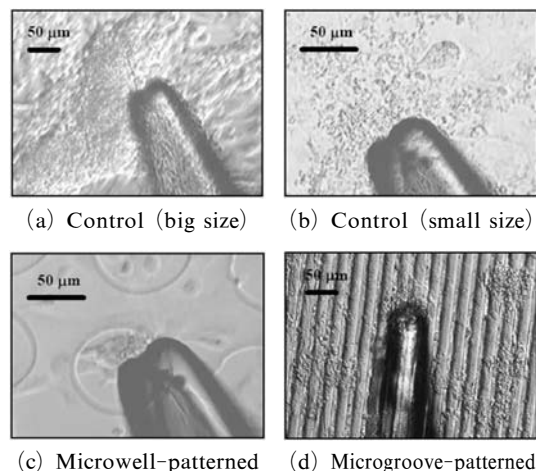 50 μm
50 μm
(a) Control (big size)
(b) Control (small size)
50 μm
50 μm
(c) Microwell-patterned
(d) Microgroove-patterned